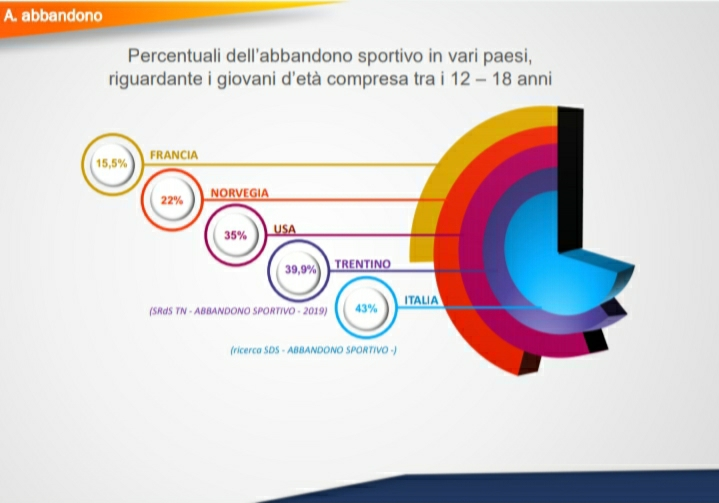 A. abbandono
Percentuali dell'abbandono sportivo in vari paesi,
riguardante i giovani d'età compresa tra i 12 – 18 anni
15,5%
FRANCIA
22%
NORVEGIA
35%
USA
39,9%
TRENTINO
43%
ITALIA
(SRdS TN - ABBANDONO SPORTIVO - 2019)
(ricerca SDS - ABBANDONO SPORTIVO -)